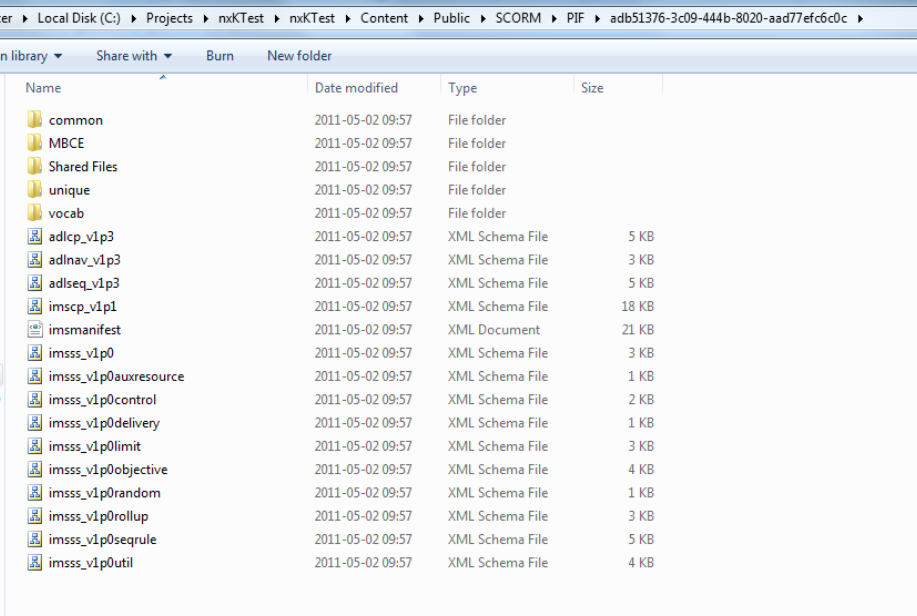 ter ▸ Local Disk (C:) ▸ Projects ▸ nxKTest ▸ nxKTest ▸ Content ▸ Public ▸ SCORM ▸ PIF ▸ adb51376-3c09-444b-8020-aad77efc6c0c ▸
n library Share with Burn New folder
Name Date modified Type Size
common 2011-05-02 09:57 File folder
MBCE 2011-05-02 09:57 File folder
Shared Files 2011-05-02 09:57 File folder
unique 2011-05-02 09:57 File folder
vocab 2011-05-02 09:57 File folder
adlcp_v1p3 2011-05-02 09:57 XML Schema File 5 KB
adlnav_v1p3 2011-05-02 09:57 XML Schema File 3 KB
adlseq_v1p3 2011-05-02 09:57 XML Schema File 5 KB
imscp_v1p1 2011-05-02 09:57 XML Schema File 18 KB
imsmanifest 2011-05-02 09:57 XML Document 21 KB
imsss_v1p0 2011-05-02 09:57 XML Schema File 3 KB
imsss_v1p0auxresource 2011-05-02 09:57 XML Schema File 1 KB
imsss_v1p0control 2011-05-02 09:57 XML Schema File 2 KB
imsss_v1p0delivery 2011-05-02 09:57 XML Schema File 1 KB
imsss_v1p0limit 2011-05-02 09:57 XML Schema File 3 KB
imsss_v1p0objective 2011-05-02 09:57 XML Schema File 4 KB
imsss_v1p0random 2011-05-02 09:57 XML Schema File 1 KB
imsss_v1p0rollup 2011-05-02 09:57 XML Schema File 3 KB
imsss_v1p0seqrule 2011-05-02 09:57 XML Schema File 5 KB
imsss_v1p0util 2011-05-02 09:57 XML Schema File 4 KB